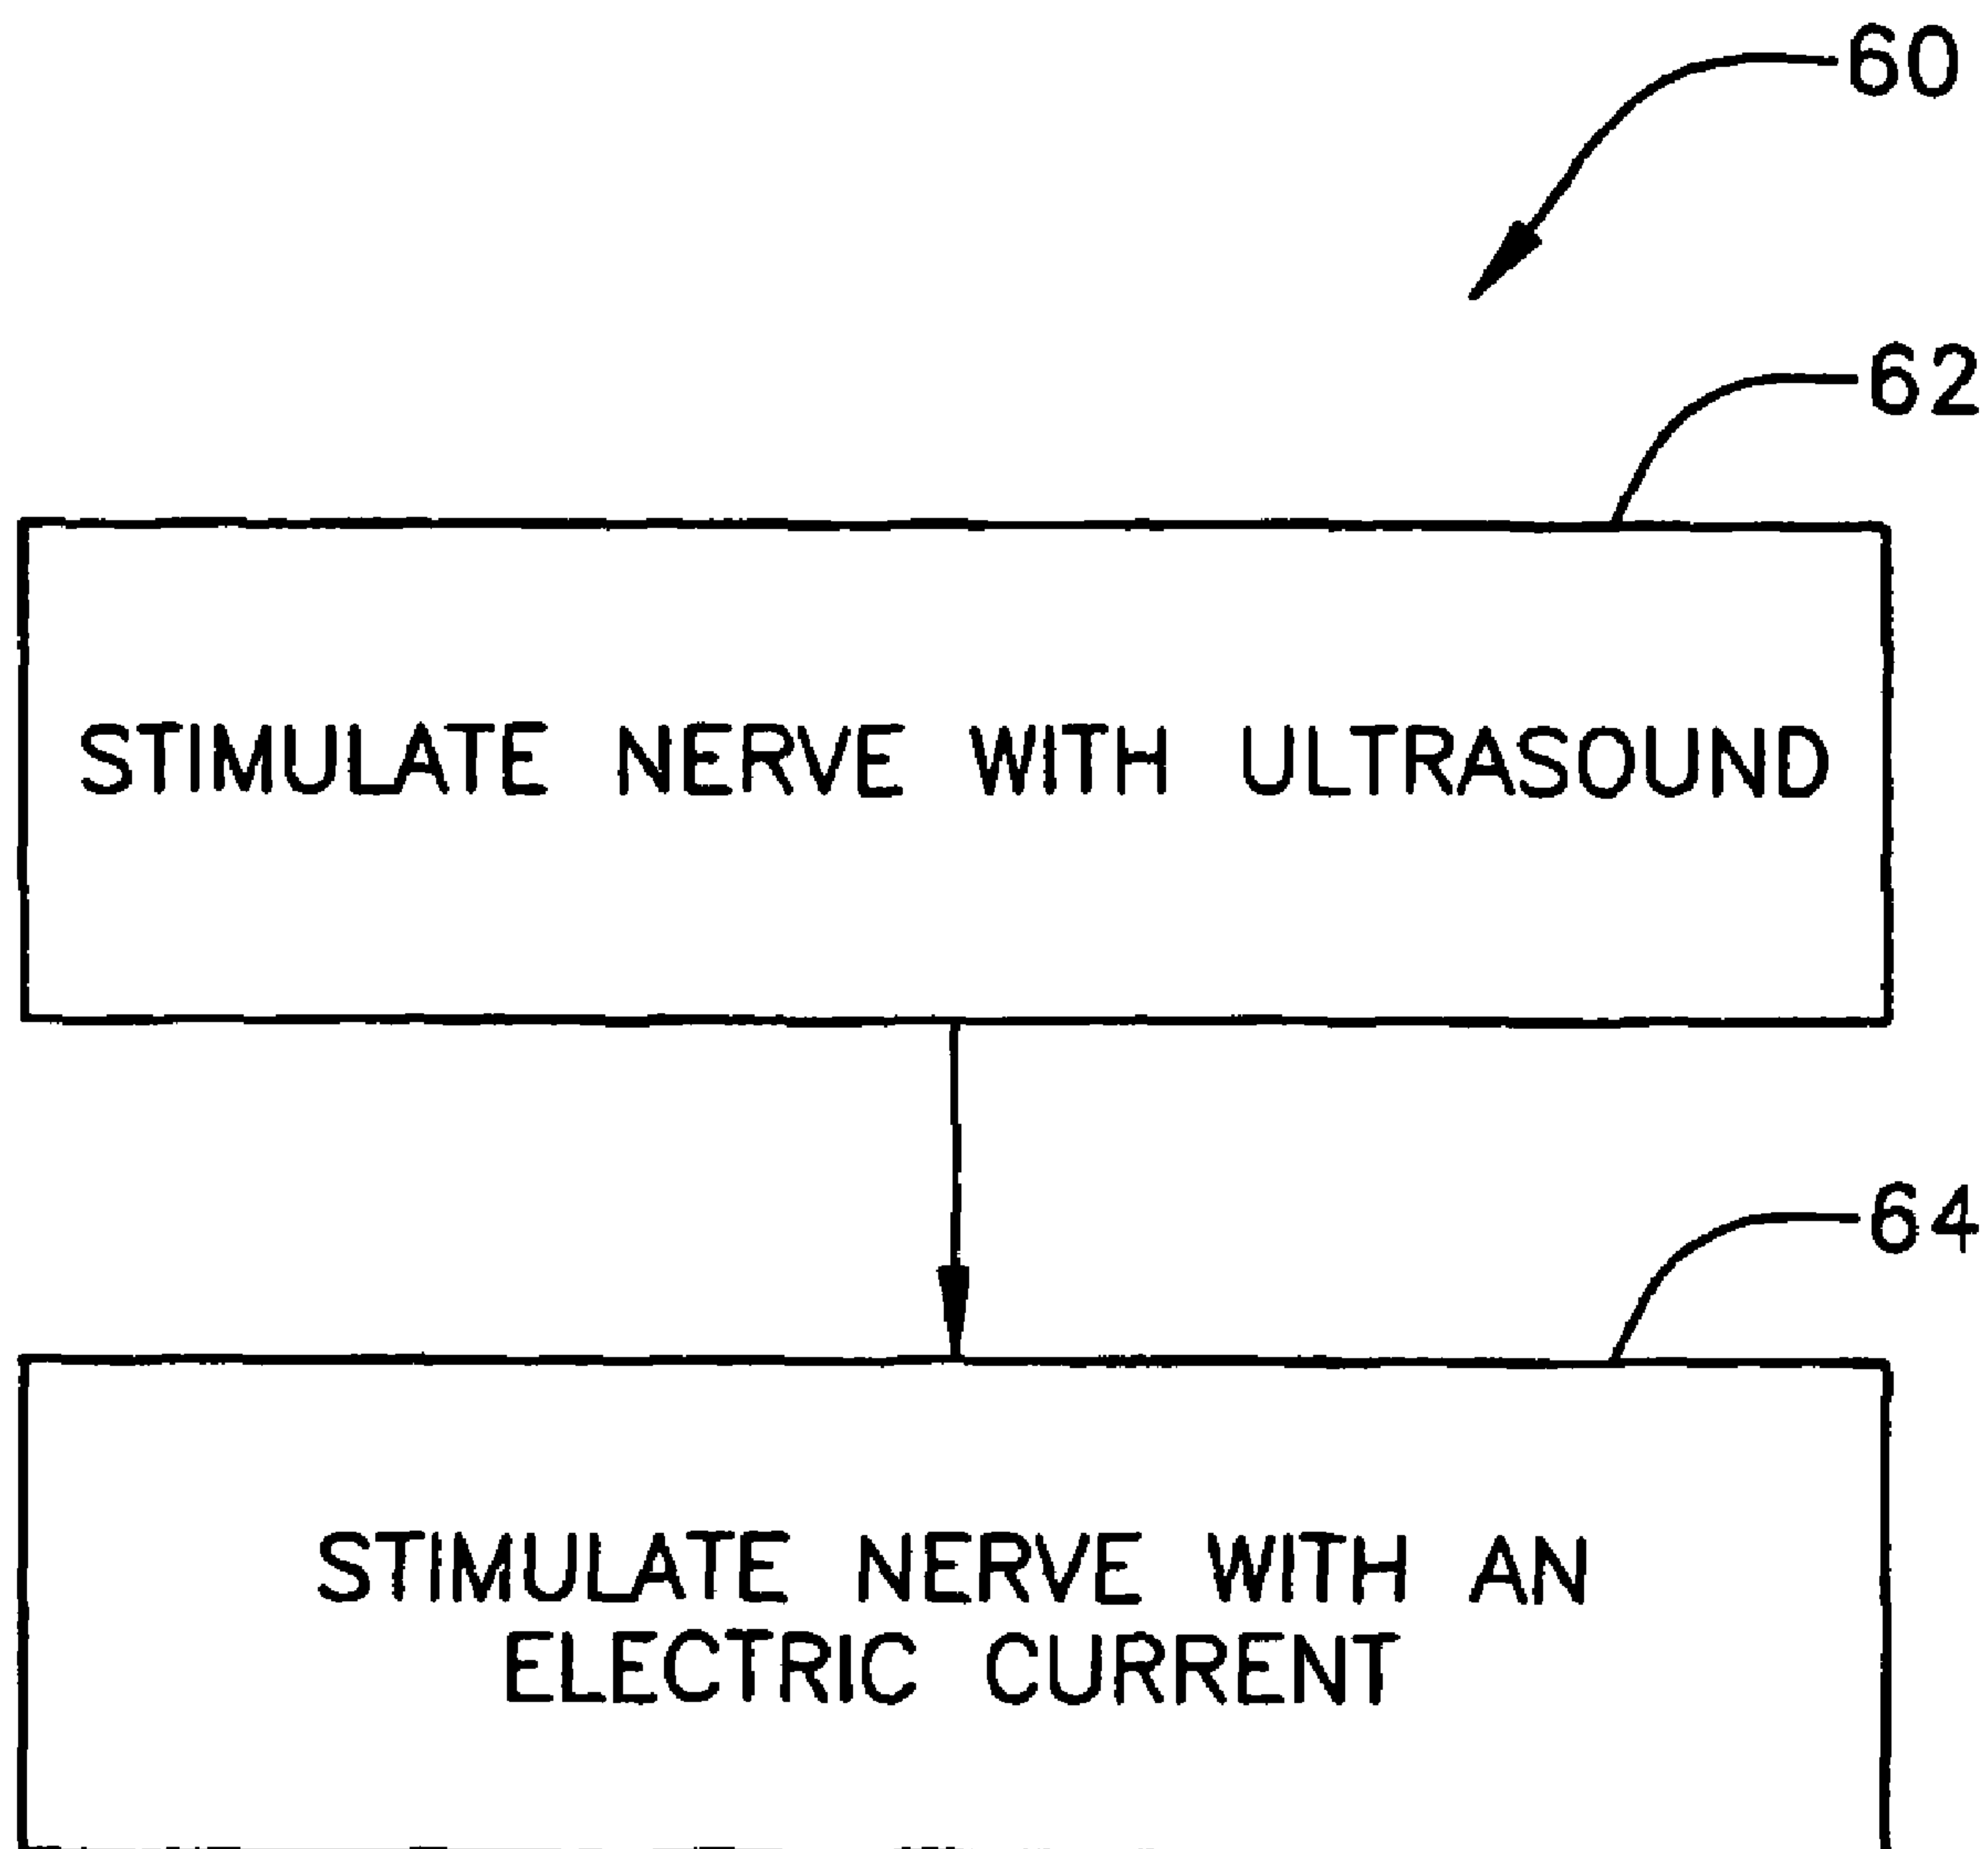 60
62
STIMULATE NERVE WITH ULTRASOUND
64
STIMULATE NERVE WITH AN
ELECTRIC CURRENT